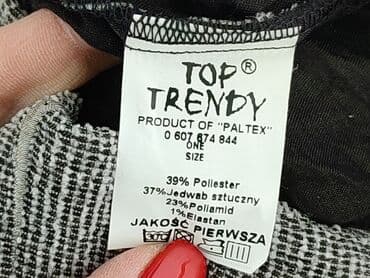 TOP ®
TRENDY
PRODUCT OF "PALTEX"
0 607 674 844
ONE
SIZE
39% Poliester
37%Jedwab sztuczny
23%Poliamid
1%Elastan
JAKOŚĆ PIERWSZA